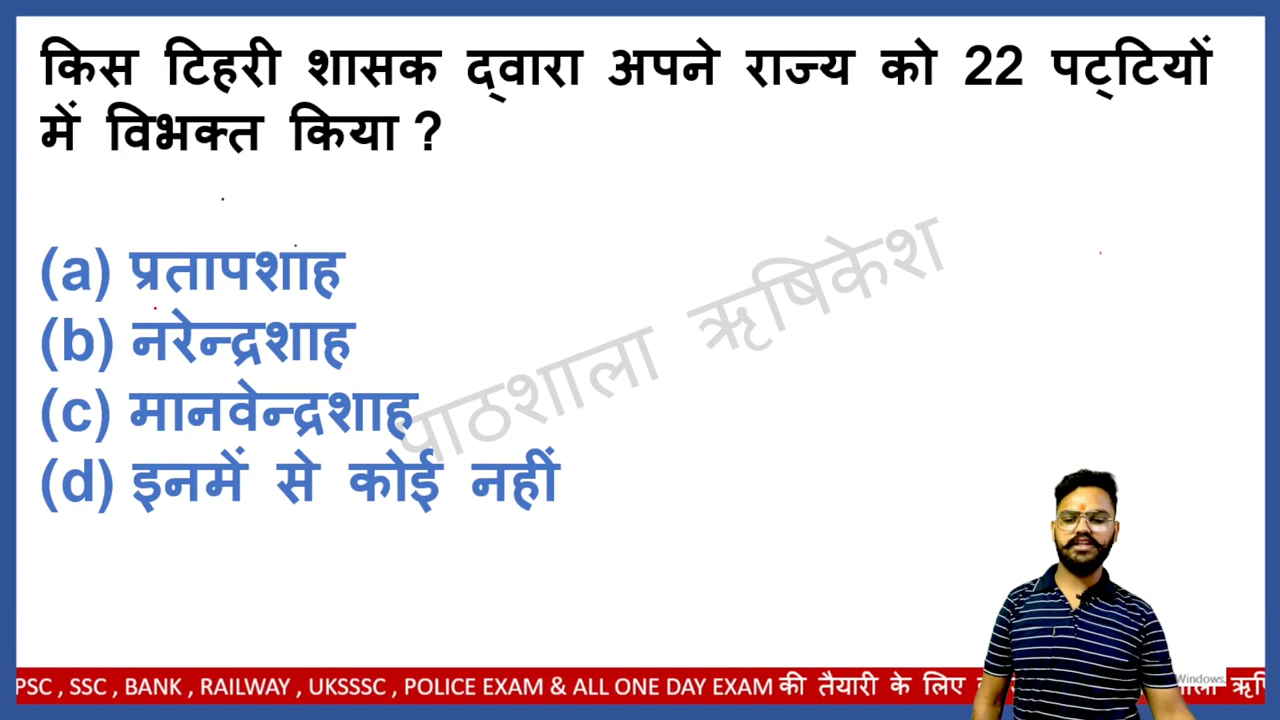 किस टिहरी शासक द्वारा अपने राज्य को 22 पट्टियों
में विभक्त किया ?
(a) प्रतापशाह
(b) नरेन्द्रशाह
(c) मानवेन्द्रशाह
(d) इनमें से कोई नहीं
पाठशाला ऋषिकेश
PSC , SSC , BANK , RAILWAY , UKSSSC , POLICE EXAM & ALL ONE DAY EXAM की तैयारी के लिए
Windows.